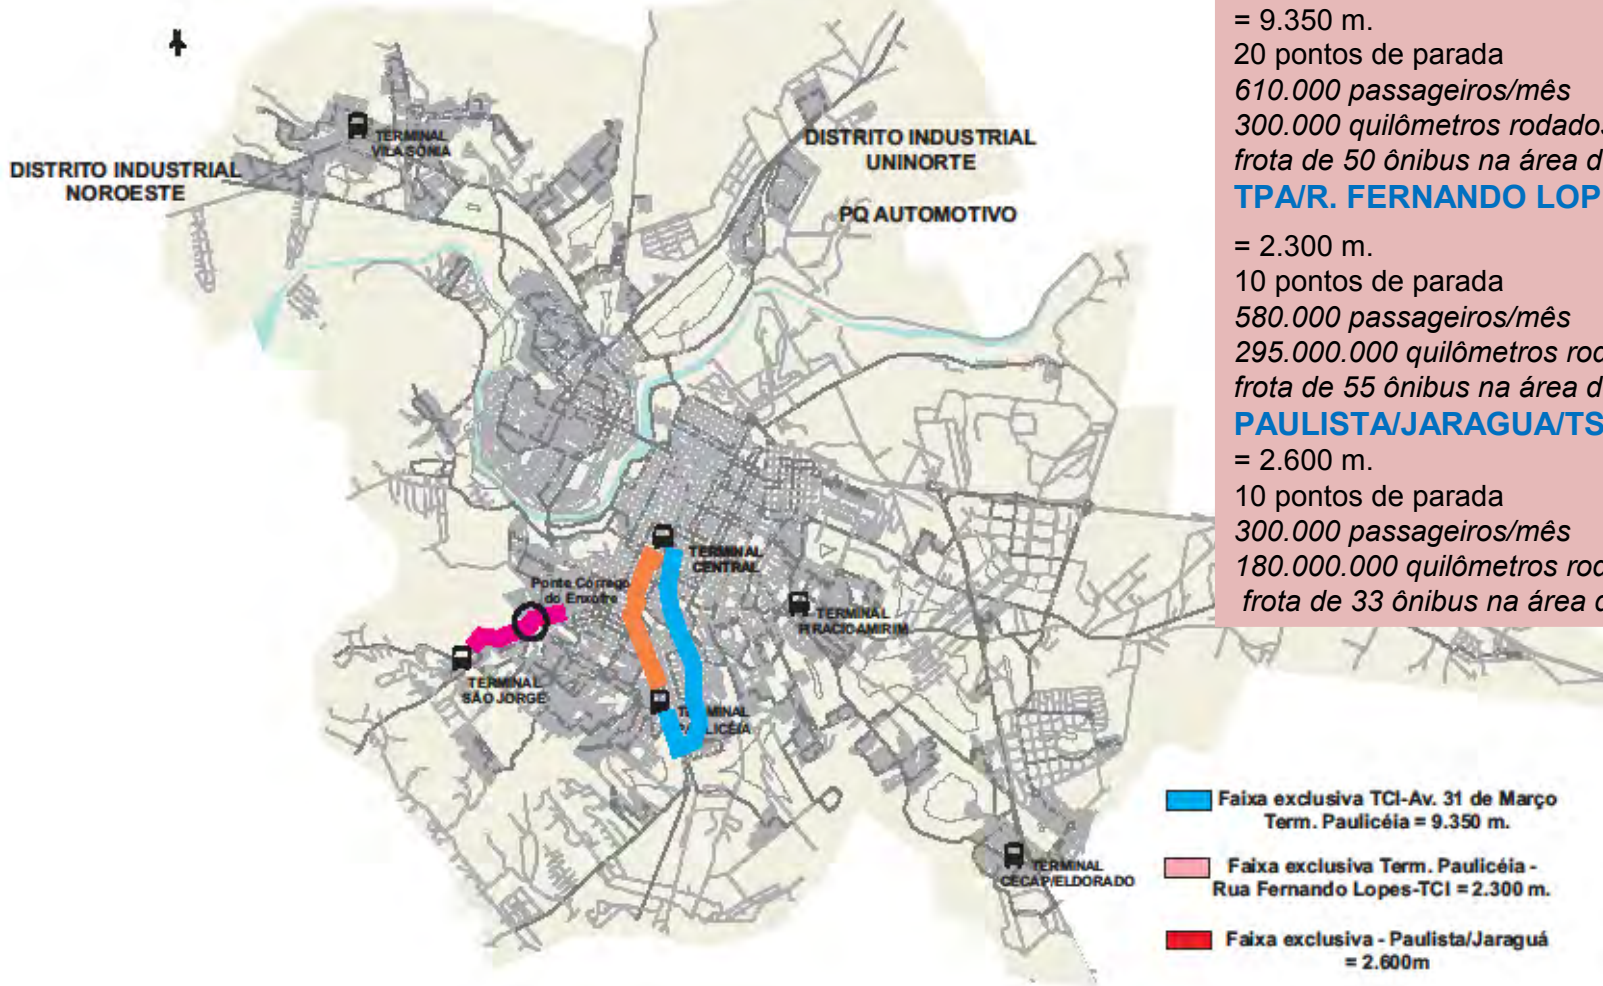 DISTRITO INDUSTRIAL
NOROESTE
TERMINAL
VILA SÔNIA
DISTRITO INDUSTRIAL
UNINORTE
PQ AUTOMOTIVO
TERMINAL
CENTRAL
Ponte Córrego
do Enxofre
TERMINAL
PIRACICAMIRIM
TERMINAL
SÃO JORGE
TERMINAL
PAULICÉIA
TERMINAL
CECAP/ELDORADO
= 9.350 m.
20 pontos de parada
610.000 passageiros/mês
300.000 quilômetros rodados
frota de 50 ônibus na área d
TPA/R. FERNANDO LOP
= 2.300 m.
10 pontos de parada
580.000 passageiros/mês
295.000.000 quilômetros rod
frota de 55 ônibus na área d
PAULISTA/JARAGUA/TS
= 2.600 m.
10 pontos de parada
300.000 passageiros/mês
180.000.000 quilômetros rod
frota de 33 ônibus na área d
Faixa exclusiva TCI-Av. 31 de Março
Term. Paulicéia = 9.350 m.
Faixa exclusiva Term. Paulicéia -
Rua Fernando Lopes-TCI = 2.300 m.
Faixa exclusiva - Paulista/Jaraguá
= 2.600m